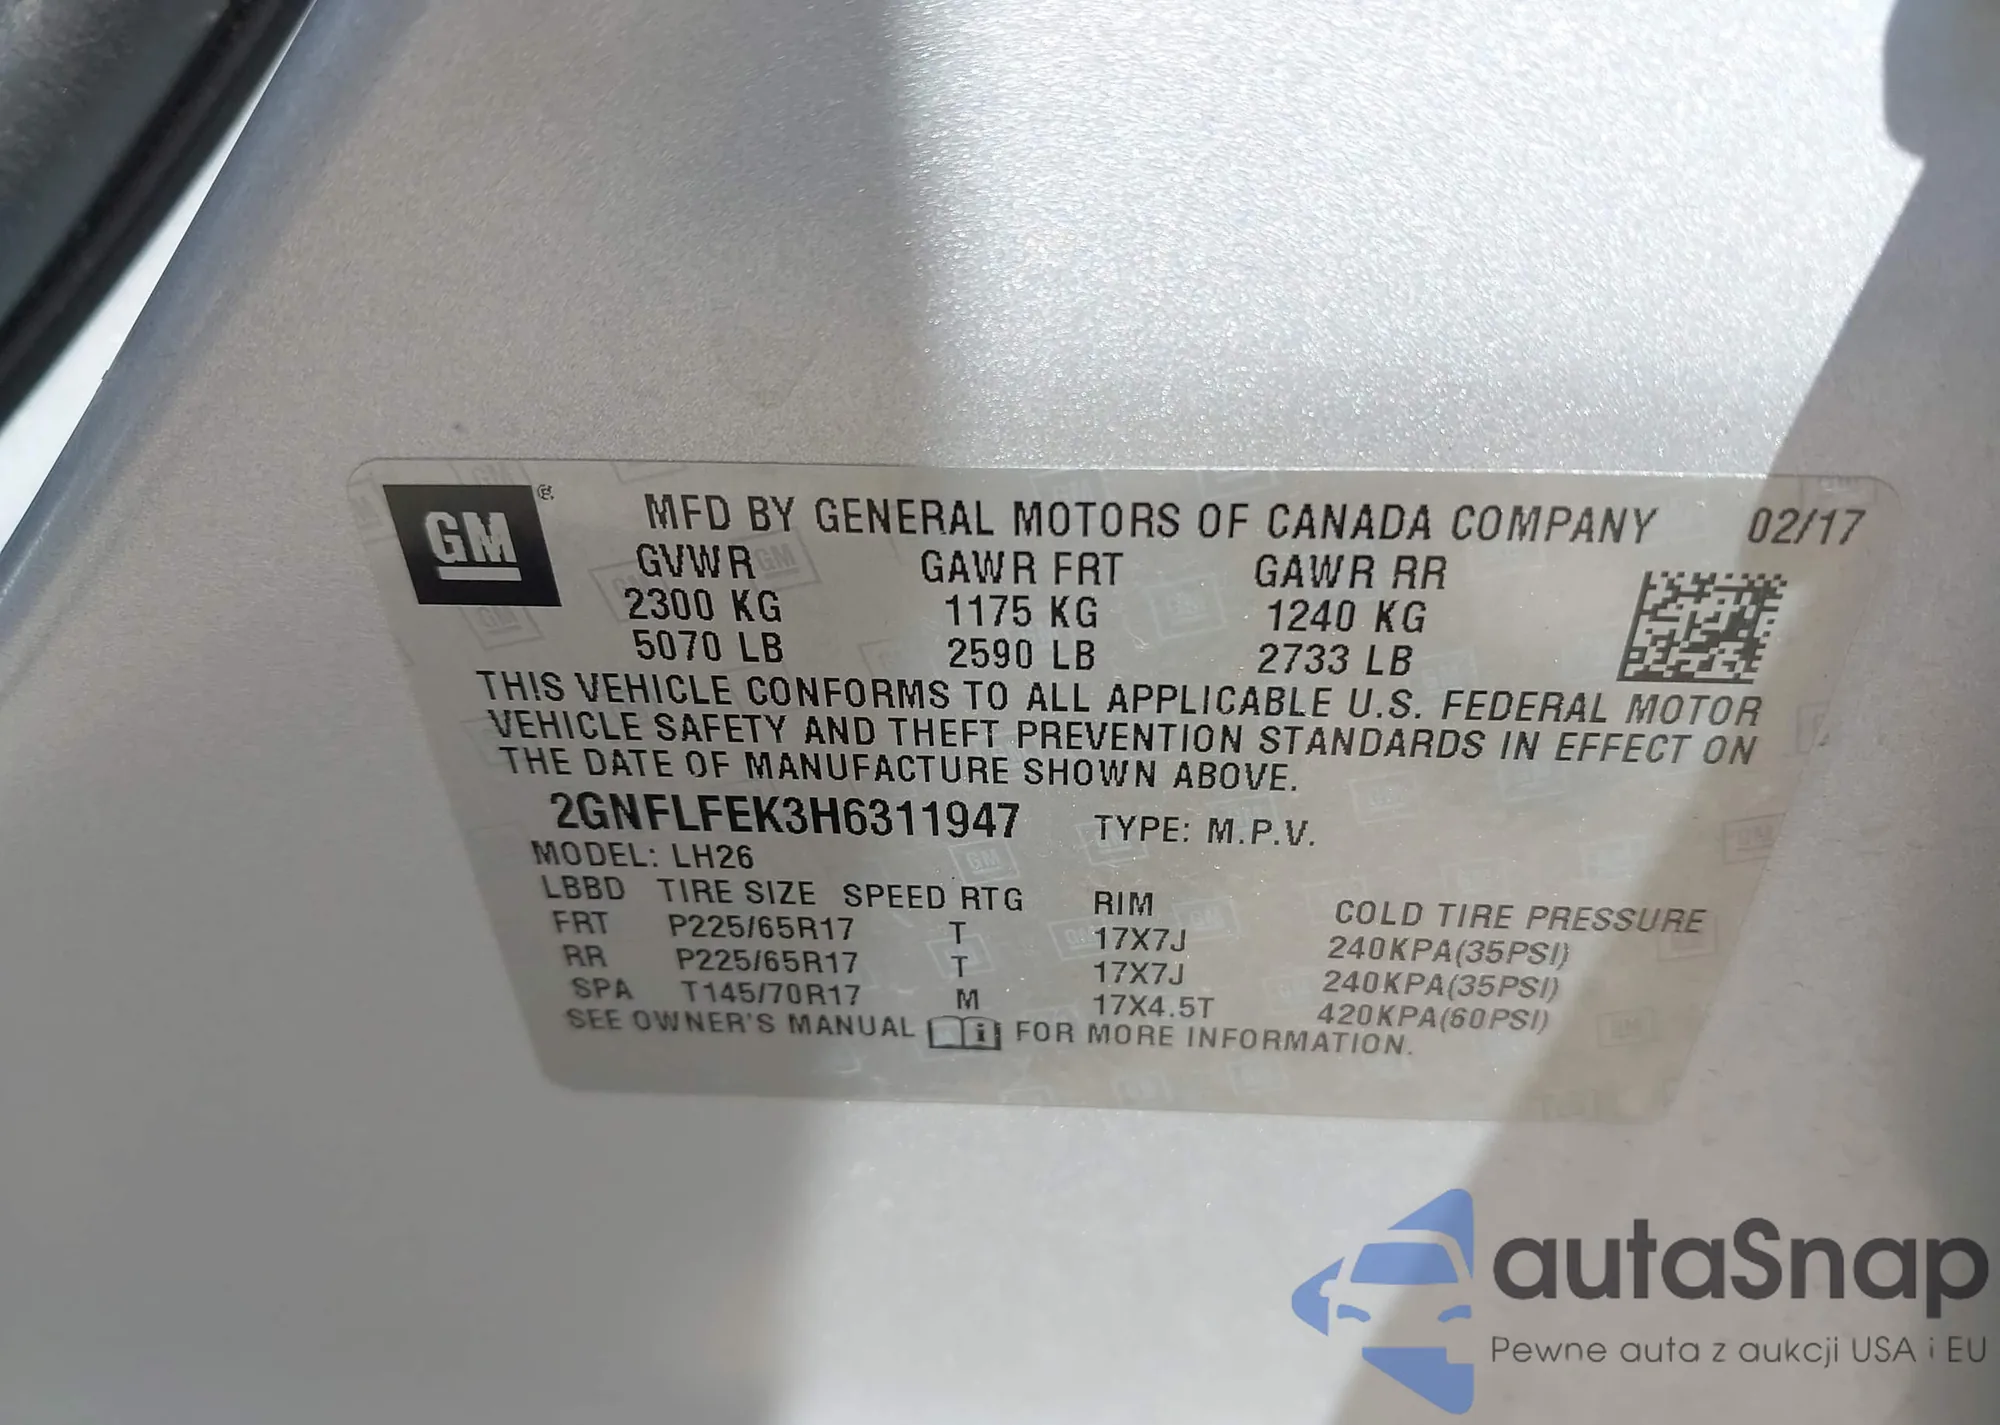 GM ® MFD BY GENERAL MOTORS OF CANADA COMPANY 02/17
GVWR GAWR FRT GAWR RR
2300 KG 1175 KG 1240 KG
5070 LB 2590 LB 2733 LB
THIS VEHICLE CONFORMS TO ALL APPLICABLE U.S. FEDERAL MOTOR
VEHICLE SAFETY AND THEFT PREVENTION STANDARDS IN EFFECT ON
THE DATE OF MANUFACTURE SHOWN ABOVE.
2GNFLFEK3H6311947 TYPE: M.P.V.
MODEL: LH26
LBBD TIRE SIZE SPEED RTG RIM COLD TIRE PRESSURE
FRT P225/65R17 T 17X7J 240KPA(35PSI)
RR P225/65R17 T 17X7J 240KPA(35PSI)
SPA T145/70R17 M 17X4.5T 420KPA(60PSI)
SEE OWNER'S MANUAL i FOR MORE INFORMATION.
autaSnap
Pewne auta z aukcji USA i EU